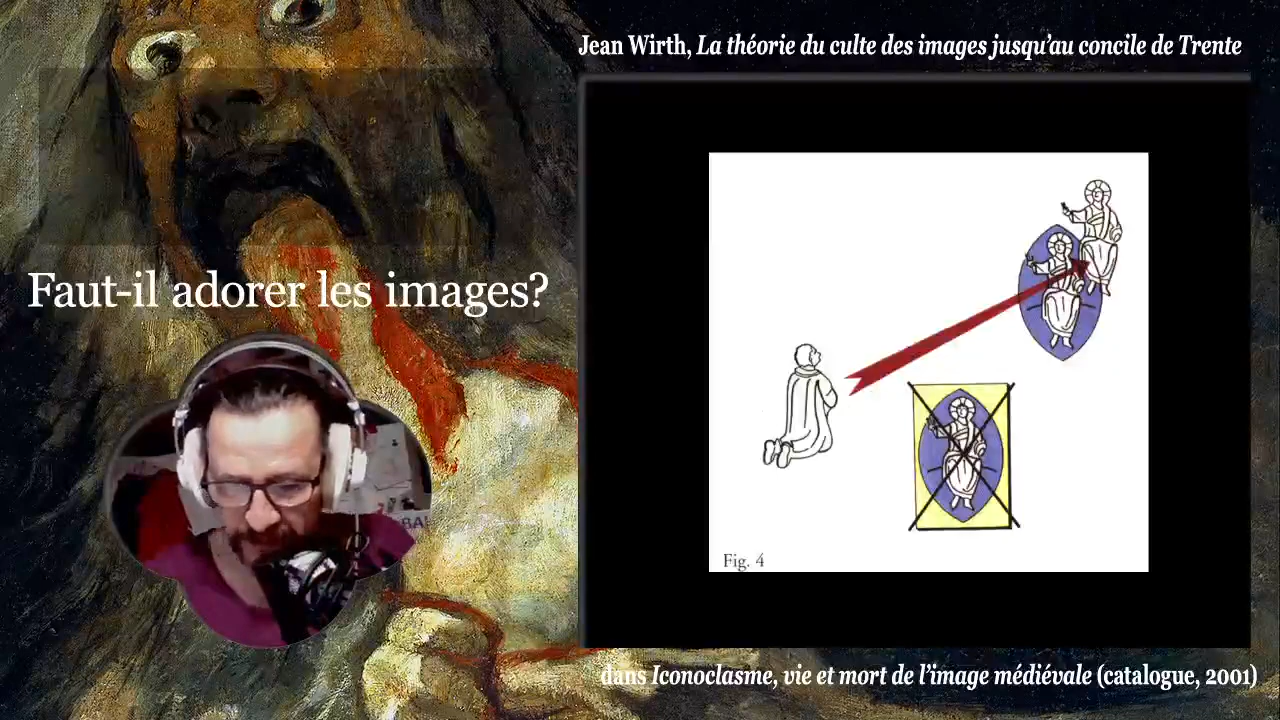 Jean Wirth, La théorie du culte des images jusqu'au concile de Trente
Faut-il adorer les images?
Fig. 4
dans Iconoclasme, vie et mort de l'image médiévale (catalogue, 2001)